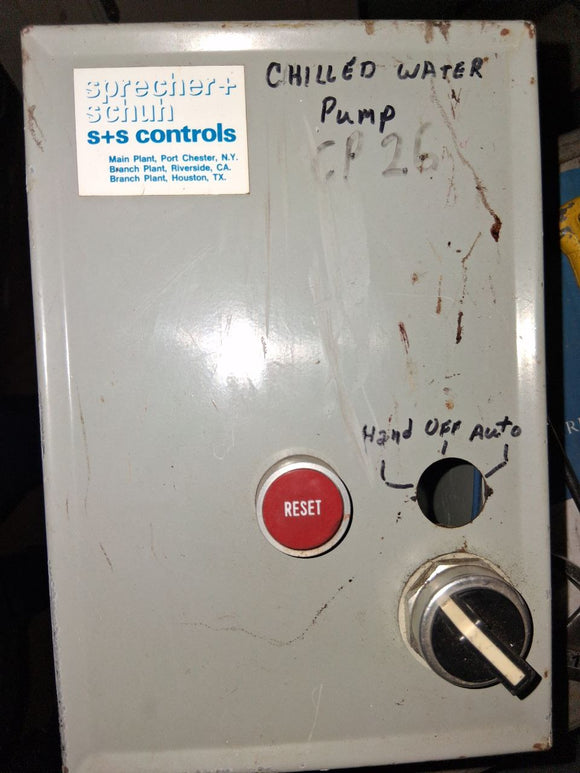 sprecher+
schuh
s+s controls
Main Plant, Port Chester, N.Y.
Branch Plant, Riverside, CA.
Branch Plant, Houston, TX.
CHILLED WATER
Pump
CP 26
Hand OFF Auto
RESET